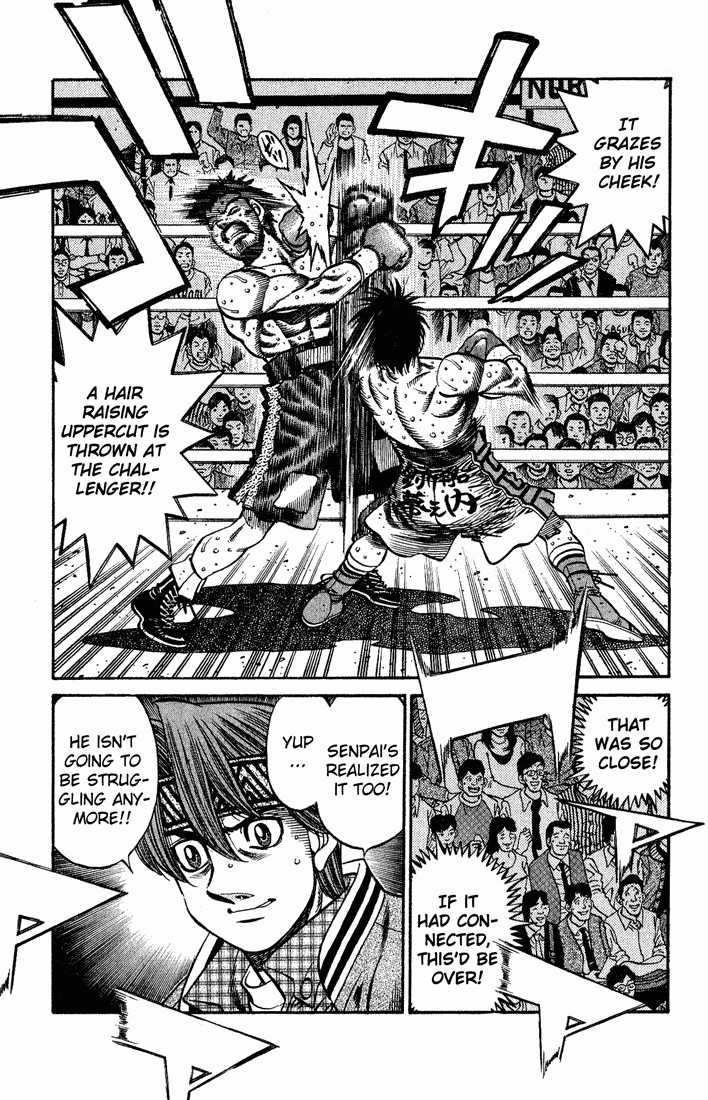 IT
GRAZES
BY HIS
CHEEK!
A HAIR
RAISING
UPPERCUT IS
THROWN AT
THE CHAL-
LENGER!!
THAT
WAS SO
CLOSE!
IF IT
HAD CON-
NECTED,
THIS'D BE
OVER!
YUP
...
SENPAI'S
REALIZED
IT TOO!
HE ISN'T
GOING TO
BE STRUG-
GLING ANY-
MORE!!